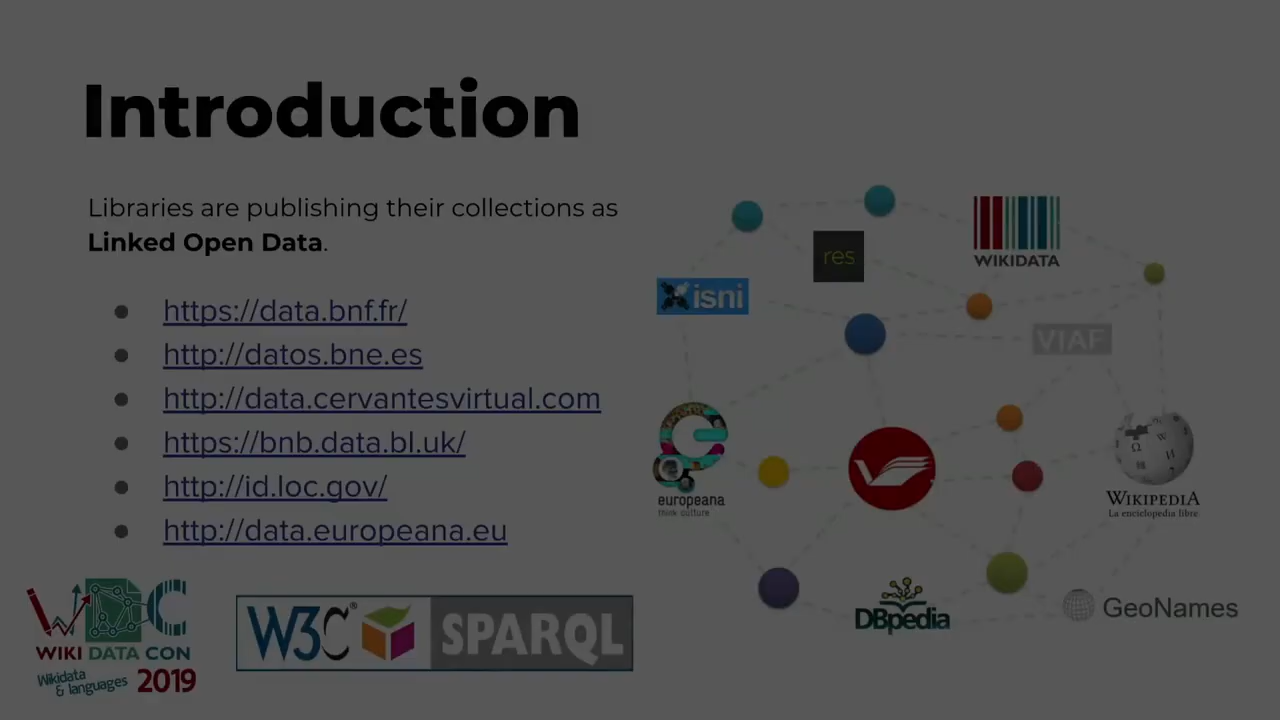 Introduction
Libraries are publishing their collections as
Linked Open Data.
https://data.bnf.fr/
http://datos.bne.es
http://data.cervantesvirtual.com
https://bnb.data.bl.uk/
http://id.loc.gov/
http://data.europeana.eu
res
WIKIDATA
isni
VIAF
europeana
think culture
WIKIPEDIA
La enciclopedia libre
DBpedia
GeoNames
WDC
WIKI DATA CON
Wikidata
& languages 2019
W3C® SPARQL